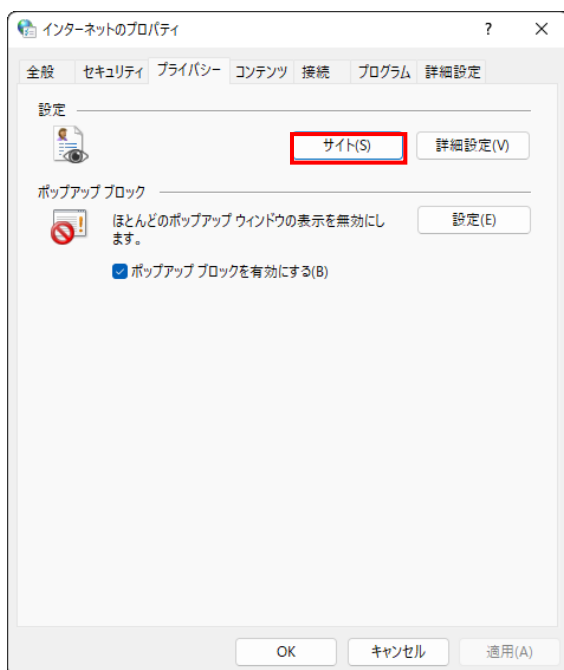 インターネットのプロパティ
全般 セキュリティ プライバシー コンテンツ 接続 プログラム 詳細設定
設定
サイト(S) 詳細設定(V)
ポップアップ ブロック
ほとんどのポップアップ ウィンドウの表示を無効にし
ます。
設定(E)
ポップアップ ブロックを有効にする(B)
OK キャンセル 適用(A)